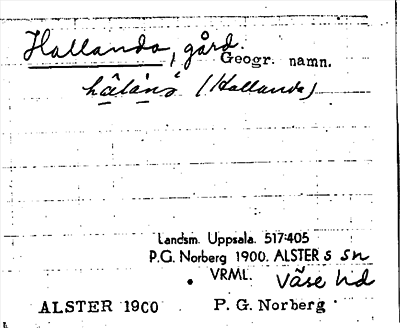 Hallanda, gård.
Geogr. namn.
(Hallanda)
Landsm. Uppsala. 517:405
P.G. Norberg 1900. ALSTER s sn
VRML. Väse hd
ALSTER 1900 P. G. Norberg